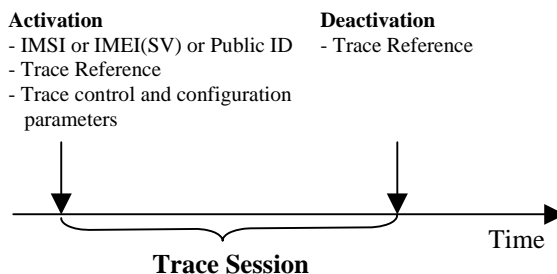 Activation
- IMSI or IMEI(SV) or Public ID
- Trace Reference
- Trace control and configuration
parameters
Deactivation
- Trace Reference
Time
Trace Session